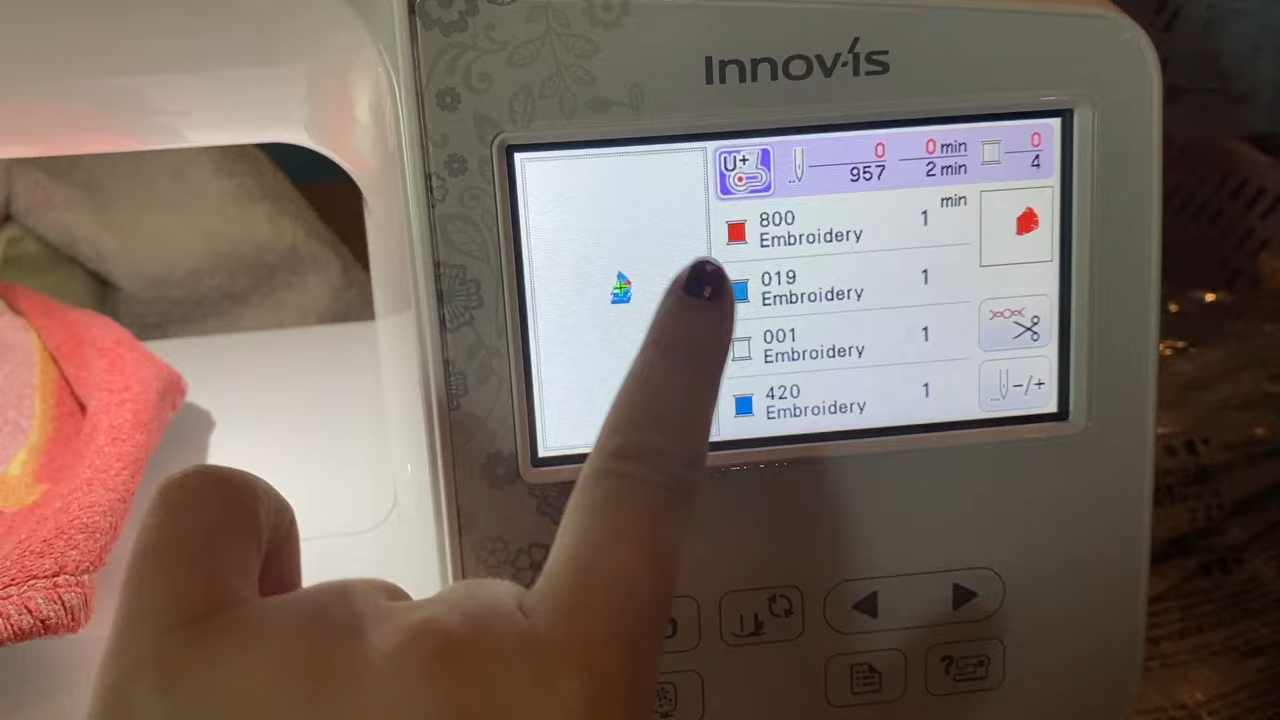 INNOV-ÍS
U+
0
957
0 min
2 min
0
4
min
800
Embroidery
1
019
Embroidery
1
001
Embroidery
1
420
Embroidery
1
-/+
?